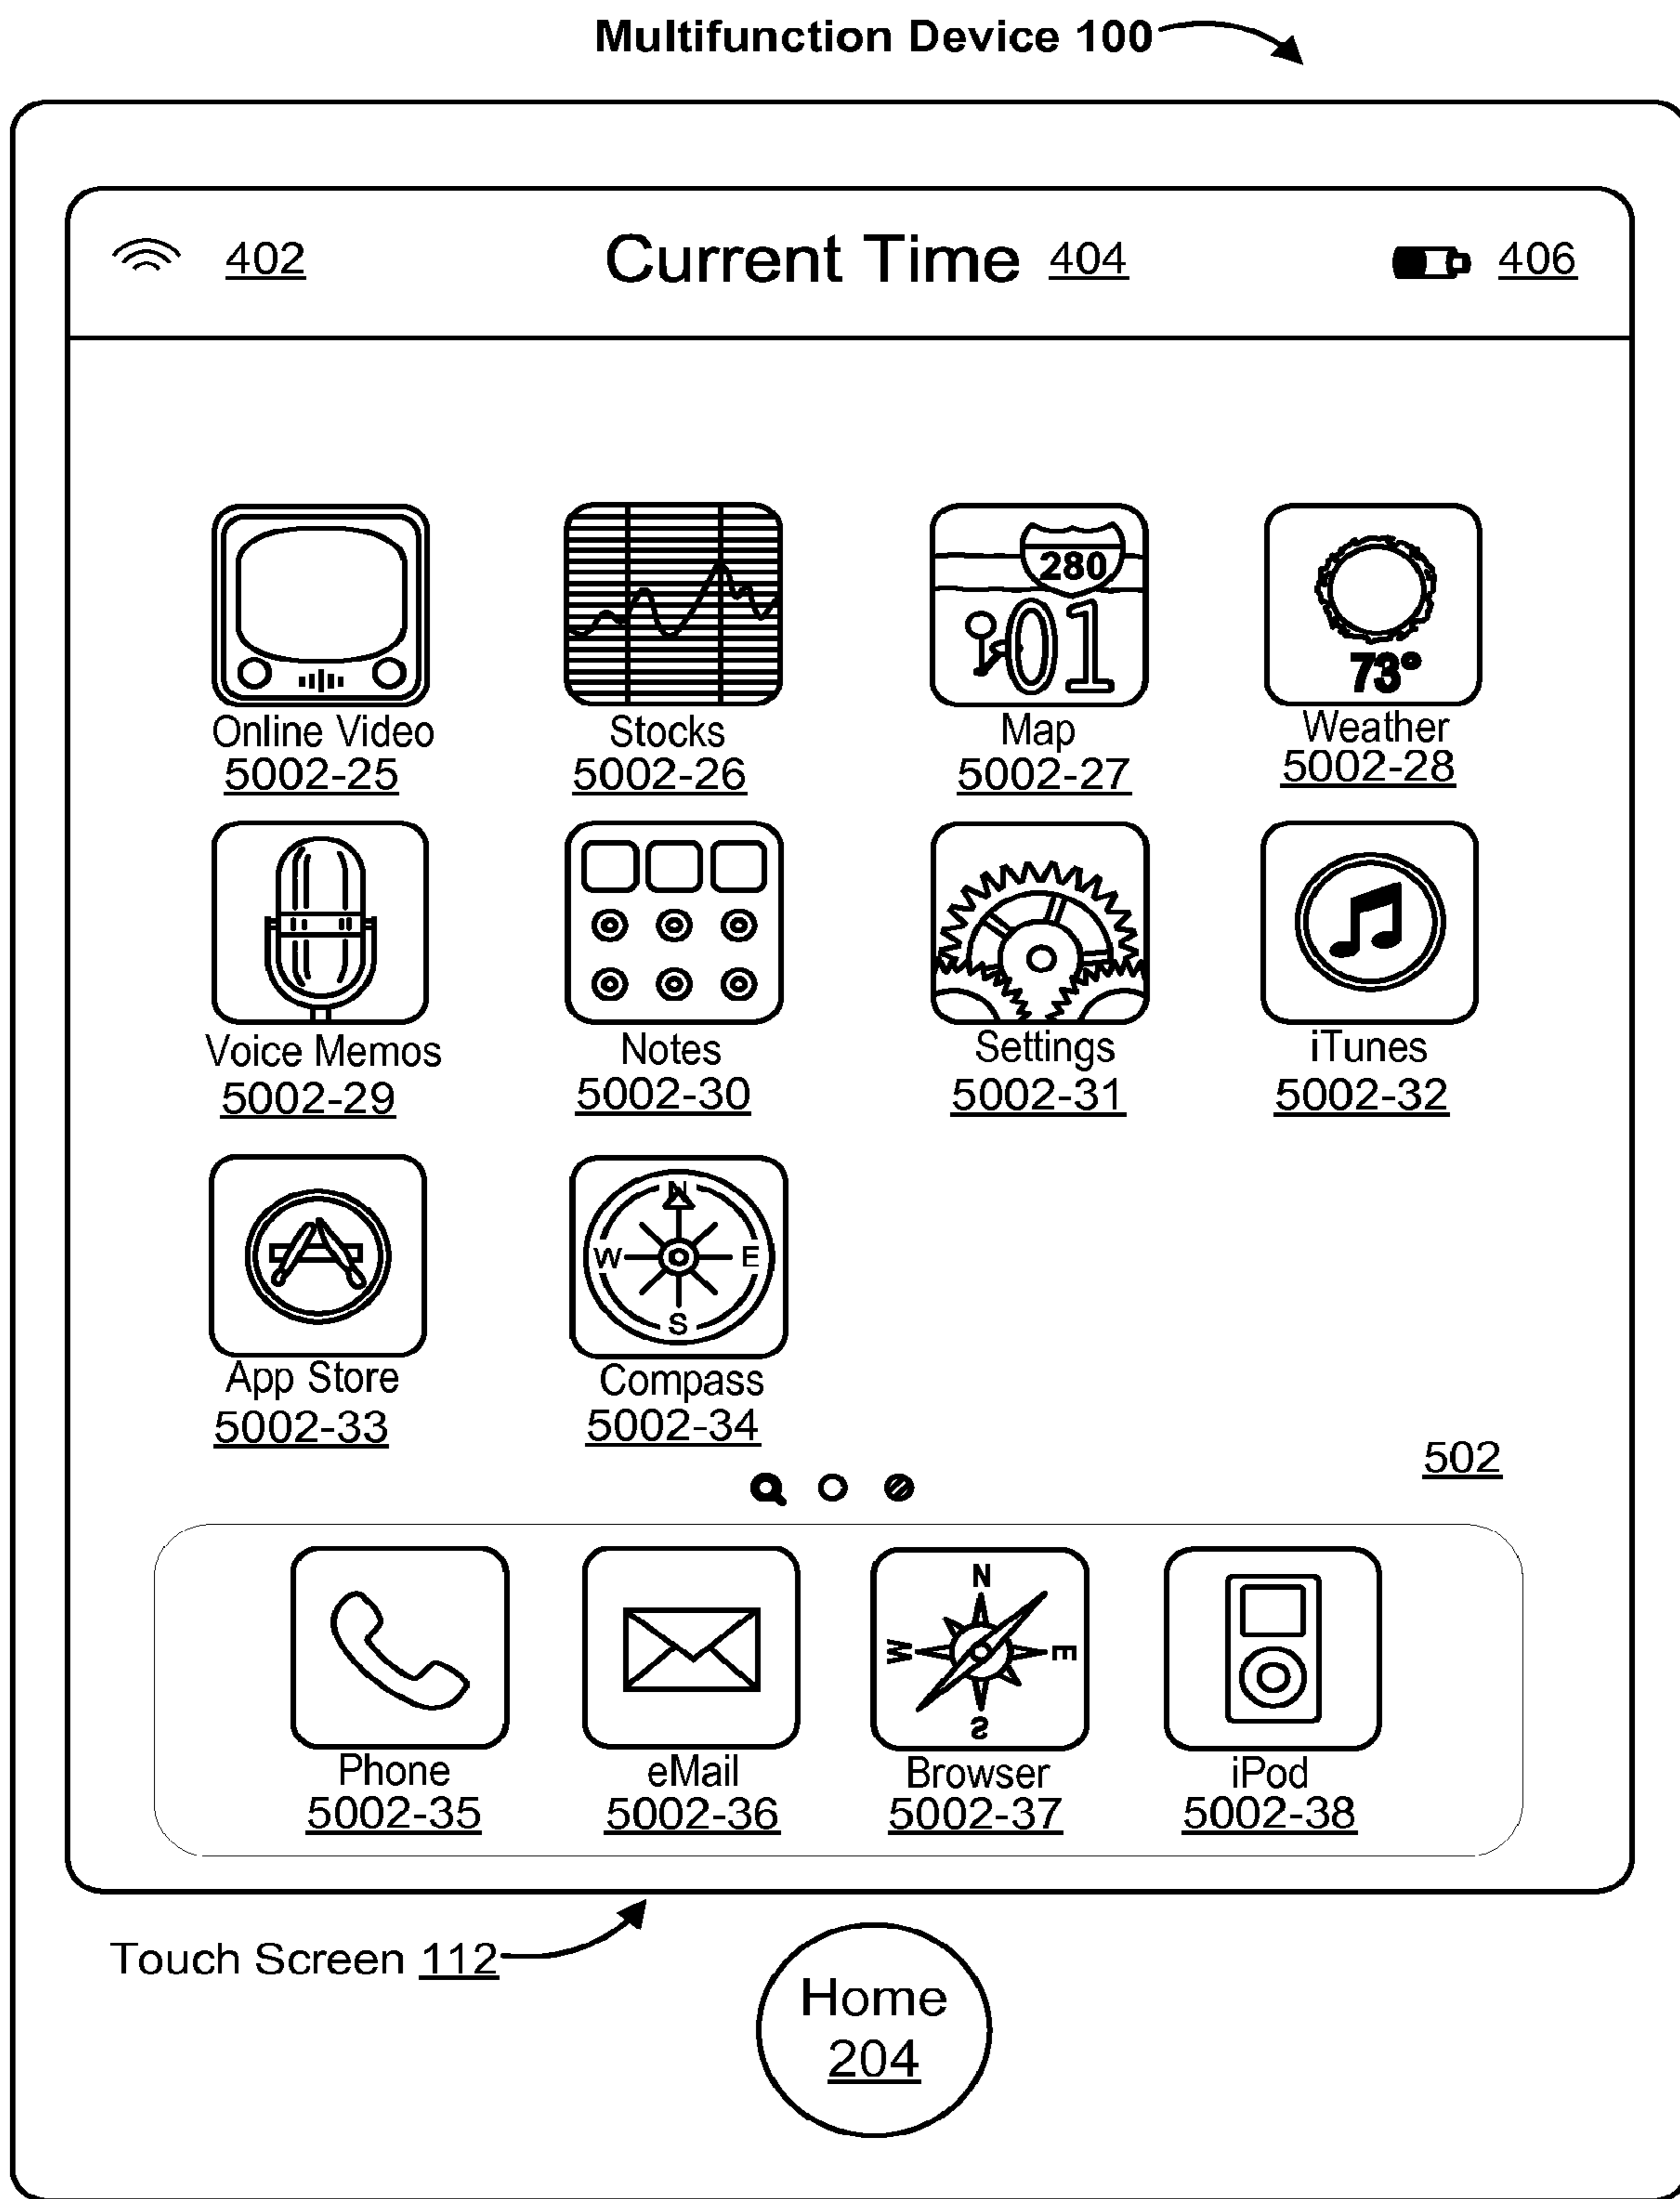 Multifunction Device 100
402 Current Time 404 406
280
01
73°
Online Video Stocks Map Weather
5002-25 5002-26 5002-27 5002-28
Voice Memos Notes Settings iTunes
5002-29 5002-30 5002-31 5002-32
N
W E
S
App Store Compass
5002-33 5002-34
502
N
W E
S
Phone eMail Browser iPod
5002-35 5002-36 5002-37 5002-38
Touch Screen 112
Home
204